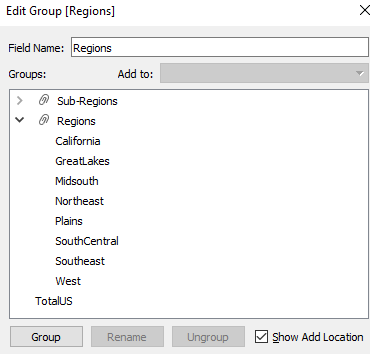 Edit Group [Regions]
Field Name: Regions
Groups: Add to:
Sub-Regions
Regions
California
GreatLakes
Midsouth
Northeast
Plains
SouthCentral
Southeast
West
TotalUS
Group Rename Ungroup Show Add Location